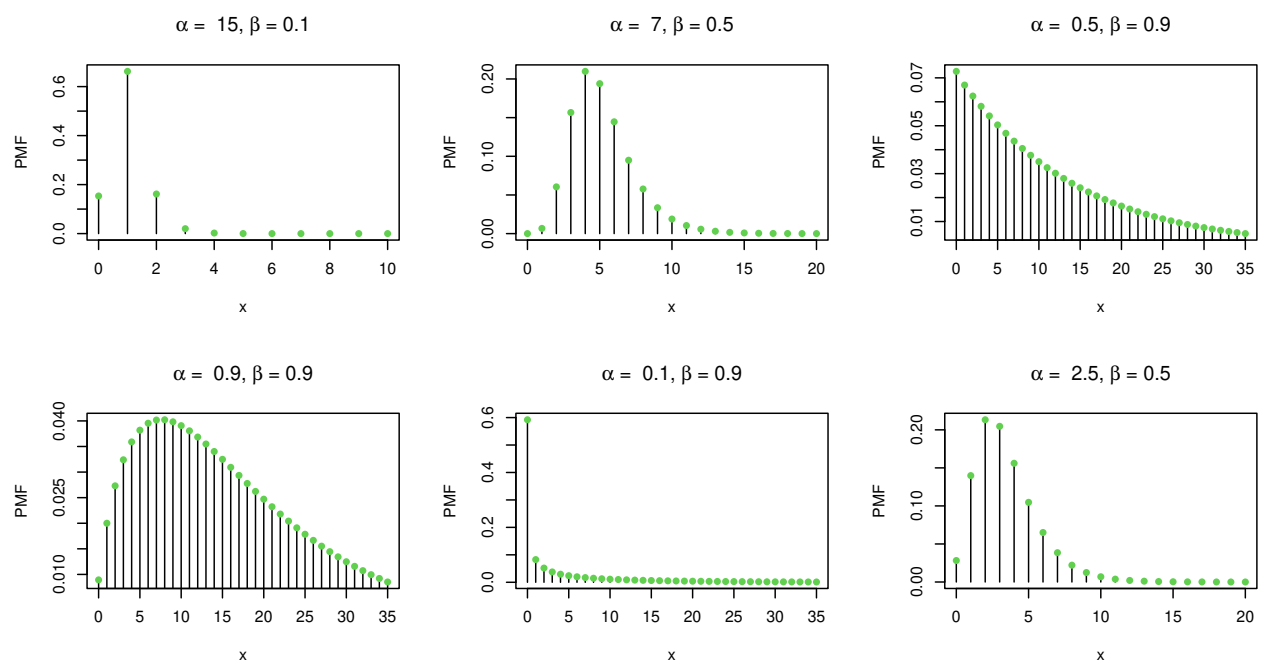 α = 15, β = 0.1
PMF
0.0 0.2 0.4 0.6
0 2 4 6 8 10
x
α = 7, β = 0.5
PMF
0.00 0.10 0.20
0 5 10 15 20
x
α = 0.5, β = 0.9
PMF
0.01 0.03 0.05 0.07
0 5 10 15 20 25 30 35
x
α = 0.9, β = 0.9
PMF
0.010 0.025 0.040
0 5 10 15 20 25 30 35
x
α = 0.1, β = 0.9
PMF
0.0 0.2 0.4 0.6
0 5 10 15 20 25 30 35
x
α = 2.5, β = 0.5
PMF
0.00 0.10 0.20
0 5 10 15 20
x